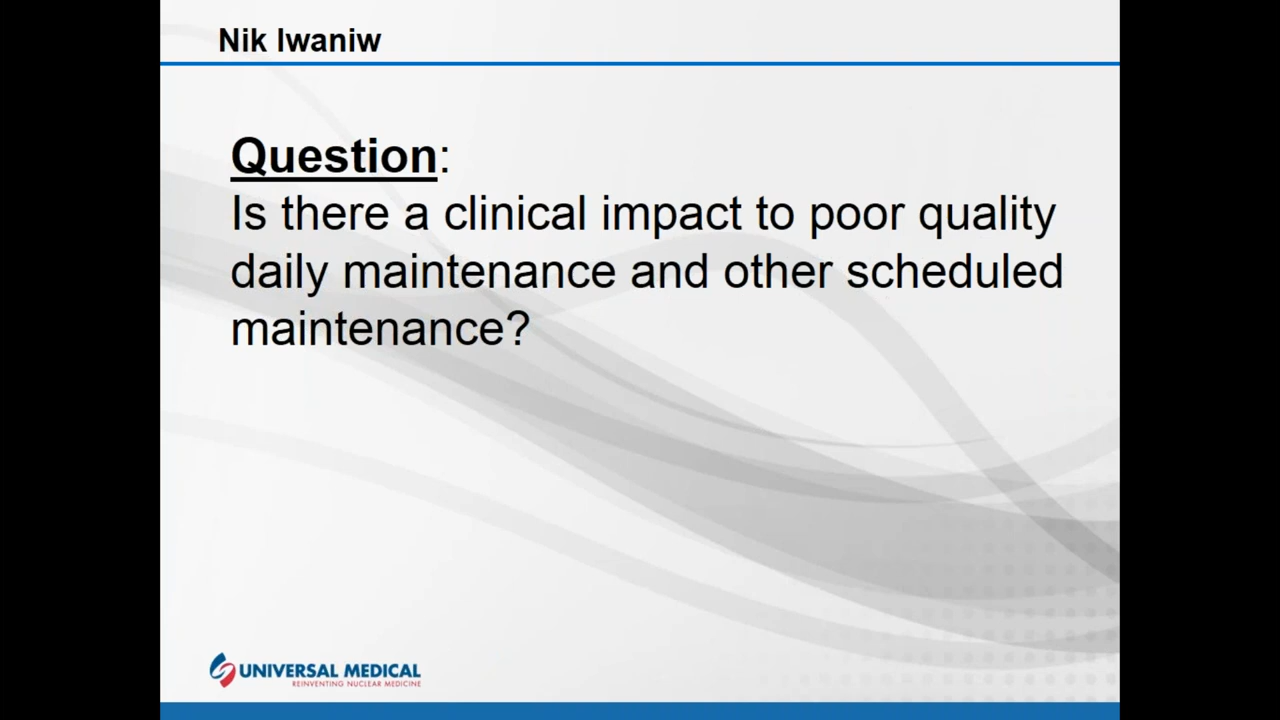 Nik Iwaniw
Question:
Is there a clinical impact to poor quality
daily maintenance and other scheduled
maintenance?
UNIVERSAL MEDICAL
REINVENTING NUCLEAR MEDICINE